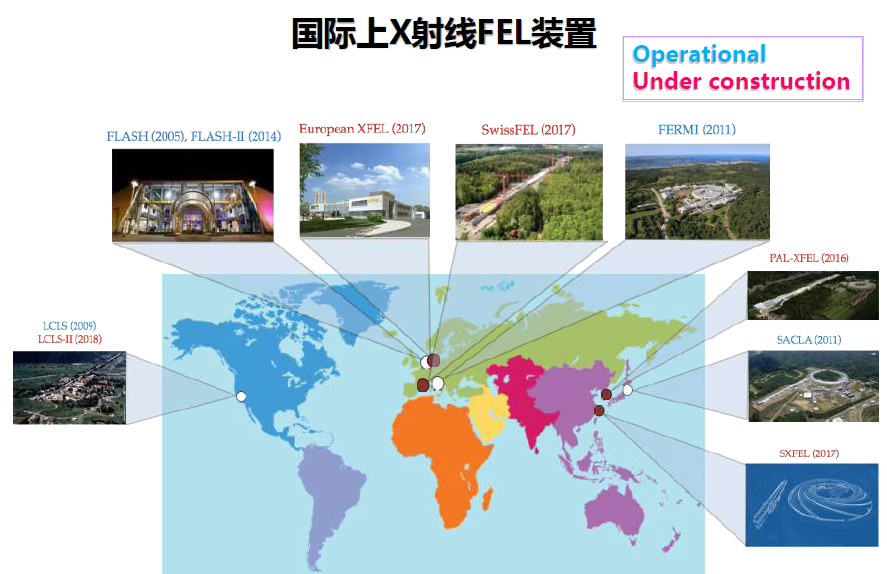 国际上X射线FEL装置
Operational
Under construction
FLASH (2005), FLASH-II (2014)
European XFEL (2017)
SwissFEL (2017)
FERMI (2011)
PAL-XFEL (2016)
LCLS (2009)
LCLS-II (2018)
SACLA (2011)
SXFEL (2017)